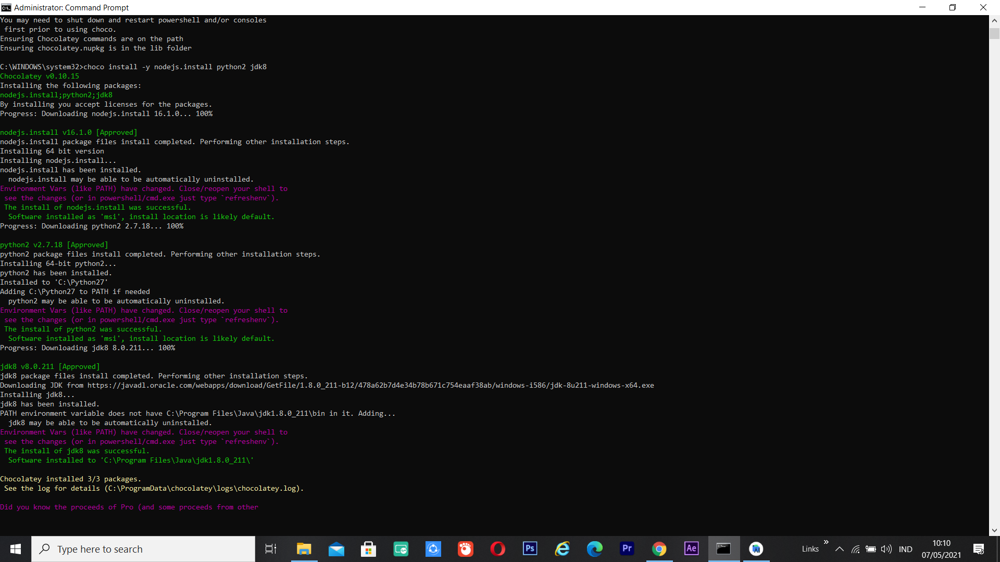 Administrator: Command Prompt
You may need to shut down and restart powershell and/or consoles
 first prior to using choco.
Ensuring Chocolatey commands are on the path
Ensuring chocolatey.nupkg is in the lib folder
C:\WINDOWS\system32>choco install -y nodejs.install python2 jdk8
Chocolatey v0.10.15
Installing the following packages:
nodejs.install;python2;jdk8
By installing you accept licenses for the packages.
Progress: Downloading nodejs.install 16.1.0... 100%
nodejs.install v16.1.0 [Approved]
nodejs.install package files install completed. Performing other installation steps.
Installing 64 bit version
Installing nodejs.install...
nodejs.install has been installed.
  nodejs.install may be able to be automatically uninstalled.
Environment Vars (like PATH) have changed. Close/reopen your shell to
 see the changes (or in powershell/cmd.exe just type `refreshenv`).
 The install of nodejs.install was successful.
  Software installed as 'msi', install location is likely default.
Progress: Downloading python2 2.7.18... 100%
python2 v2.7.18 [Approved]
python2 package files install completed. Performing other installation steps.
Installing 64-bit python2...
python2 has been installed.
Installed to 'C:\Python27'
Adding C:\Python27 to PATH if needed
  python2 may be able to be automatically uninstalled.
Environment Vars (like PATH) have changed. Close/reopen your shell to
 see the changes (or in powershell/cmd.exe just type `refreshenv`).
 The install of python2 was successful.
  Software installed as 'msi', install location is likely default.
Progress: Downloading jdk8 8.0.211... 100%
jdk8 v8.0.211 [Approved]
jdk8 package files install completed. Performing other installation steps.
Downloading JDK from https://javadl.oracle.com/webapps/download/GetFile/1.8.0_211-b12/478a62b7d4e34b78b671c754eaaf38ab/windows-i586/jdk-8u211-windows-x64.exe
Installing jdk8...
jdk8 has been installed.
PATH environment variable does not have C:\Program Files\Java\jdk1.8.0_211\bin in it. Adding...
  jdk8 may be able to be automatically uninstalled.
Environment Vars (like PATH) have changed. Close/reopen your shell to
 see the changes (or in powershell/cmd.exe just type `refreshenv`).
 The install of jdk8 was successful.
  Software installed to 'C:\Program Files\Java\jdk1.8.0_211\'
Chocolatey installed 3/3 packages.
 See the log for details (C:\ProgramData\chocolatey\logs\chocolatey.log).
Did you know the proceeds of Pro (and some proceeds from other
Type here to search
Ps
Pr
Ae
Links
IND
10:10
07/05/2021